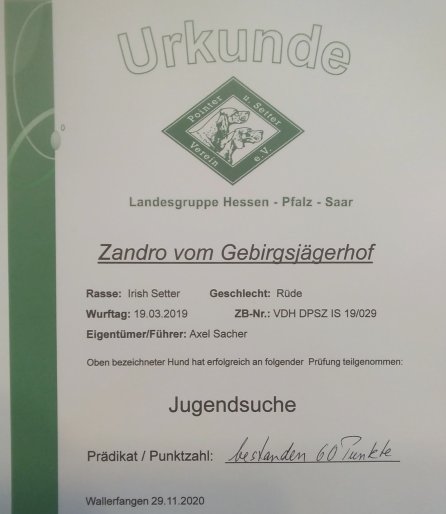 Urkunde
Pointer u. Setter
Verein e.V.
Landesgruppe Hessen - Pfalz - Saar
Zandro vom Gebirgsjägerhof
Rasse: Irish Setter Geschlecht: Rüde
Wurftag: 19.03.2019 ZB-Nr.: VDH DPSZ IS 19/029
Eigentümer/Führer: Axel Sacher
Oben bezeichneter Hund hat erfolgreich an folgender Prüfung teilgenommen:
Jugendsuche
Prädikat / Punktzahl: bestanden 60 Punkte
Wallerfangen 29.11.2020